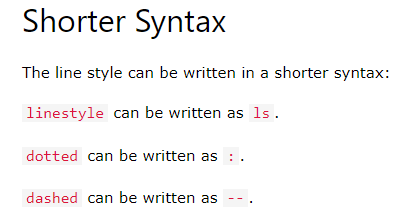 Shorter Syntax
The line style can be written in a shorter syntax:
linestyle can be written as ls.
dotted can be written as :.
dashed can be written as --.